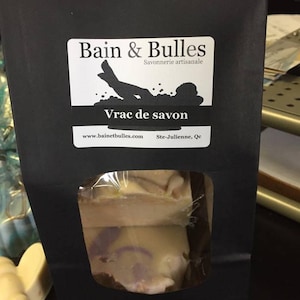 Bain & Bulles
Savonnerie artisanale
Vrac de savon
www.bainetbulles.com Ste-Julienne, Qc